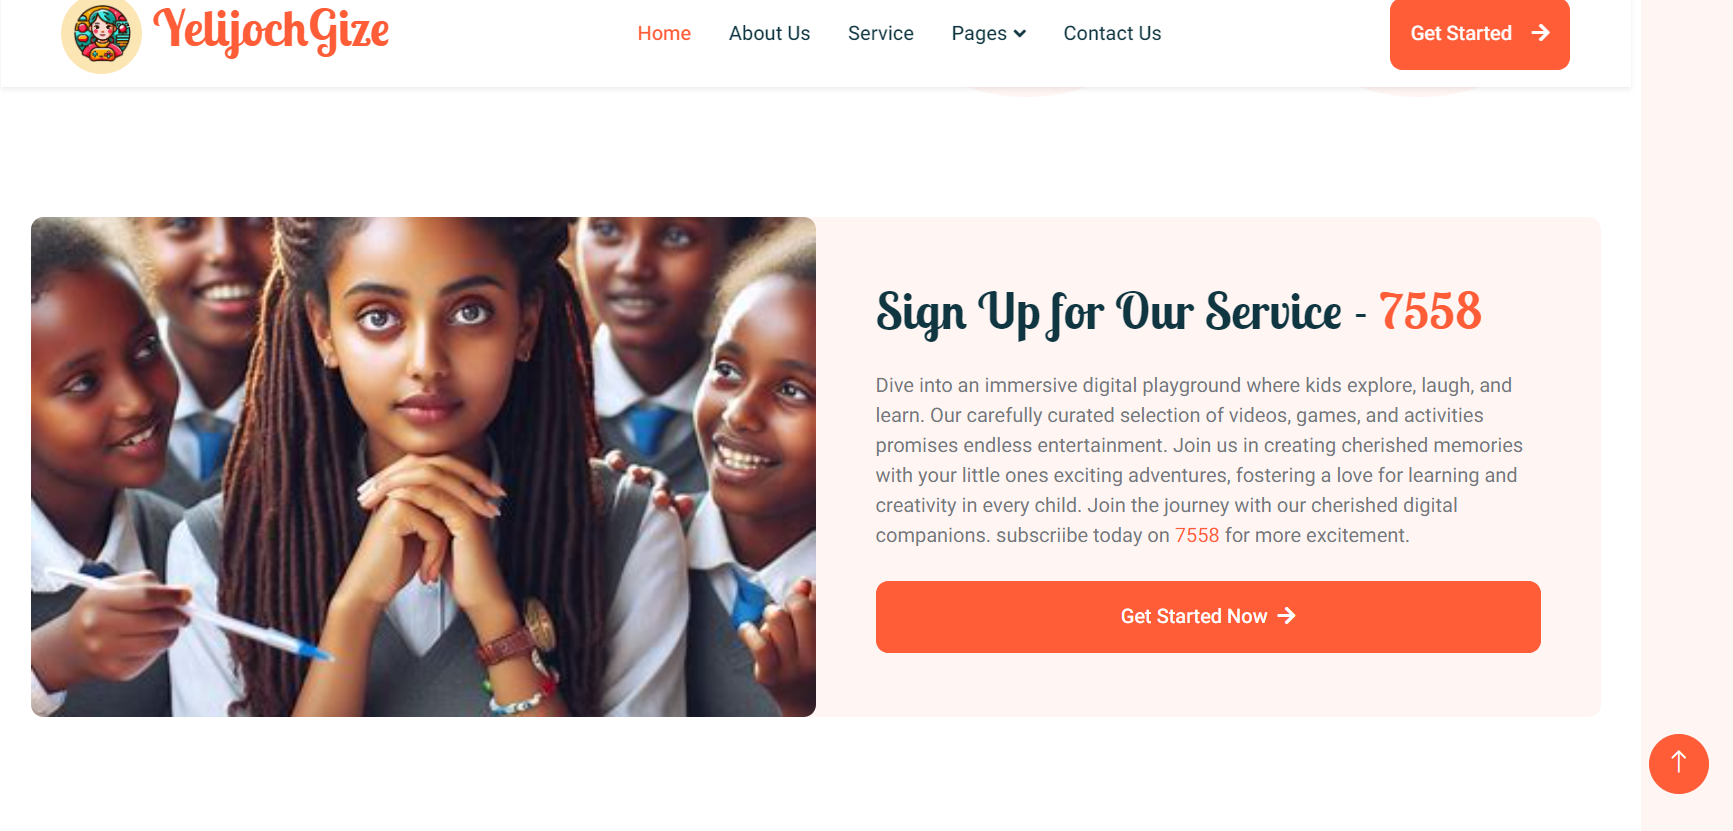 YelijochGize
Home About Us Service Pages Contact Us
Get Started
Sign Up for Our Service - 7558
Dive into an immersive digital playground where kids explore, laugh, and
learn. Our carefully curated selection of videos, games, and activities
promises endless entertainment. Join us in creating cherished memories
with your little ones exciting adventures, fostering a love for learning and
creativity in every child. Join the journey with our cherished digital
companions. subscriibe today on 7558 for more excitement.
Get Started Now